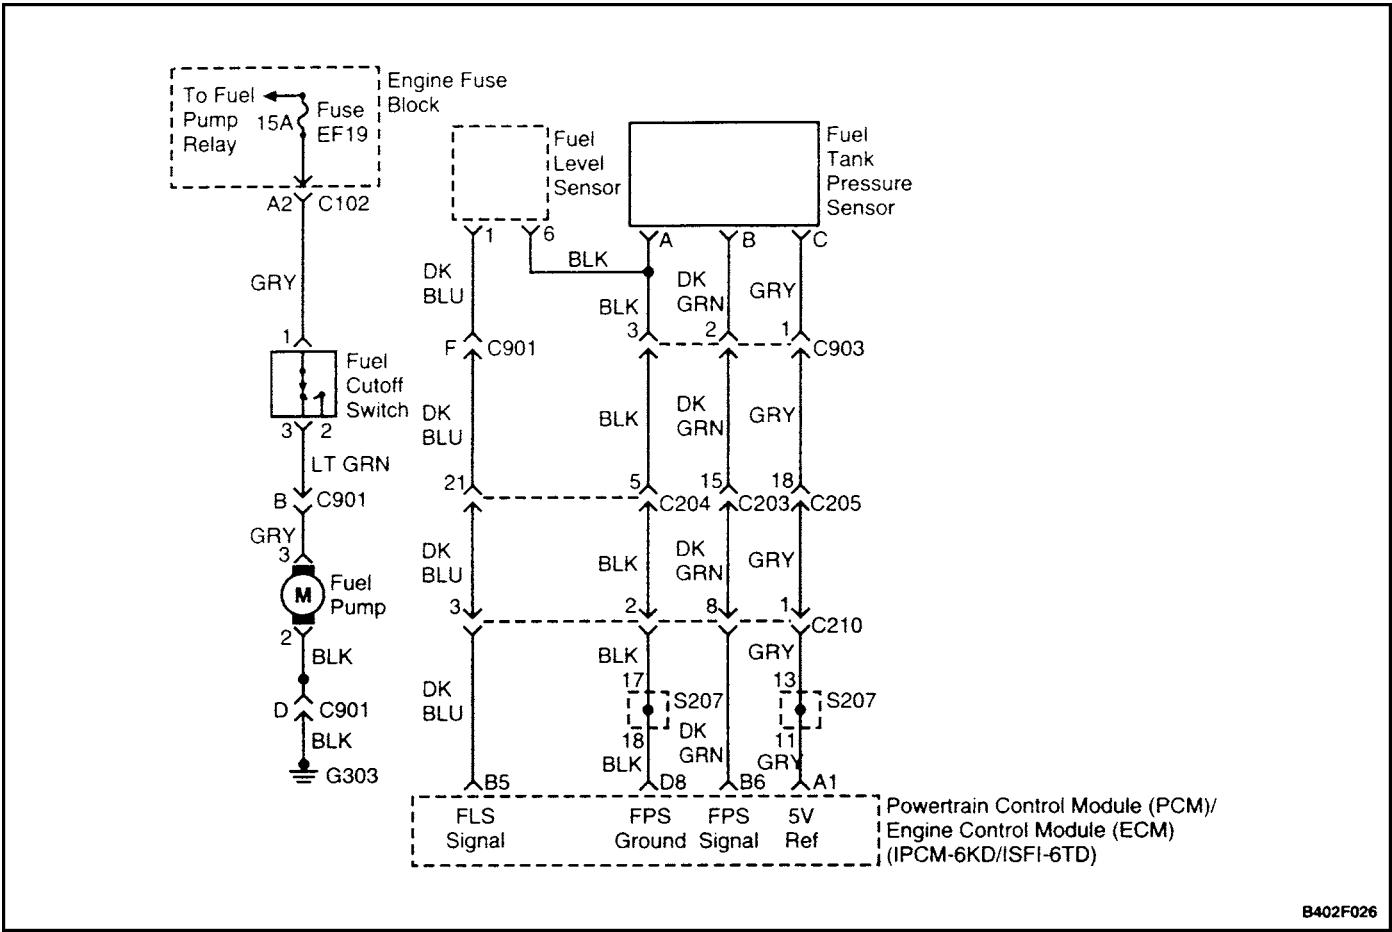 To Fuel
Pump
Relay
15A
Fuse
EF19
Engine Fuse
Block
A2
C102
GRY
1
Fuel
Cutoff
Switch
3
2
LT GRN
B
C901
GRY
3
M
Fuel
Pump
2
BLK
D
C901
BLK
G303
Fuel
Level
Sensor
Fuel
Tank
Pressure
Sensor
1
6
A
B
C
BLK
DK
BLU
BLK
DK
GRN
GRY
F
C901
3
2
1
C903
DK
BLU
BLK
DK
GRN
GRY
21
5
C204
15
C203
18
C205
DK
BLU
BLK
DK
GRN
GRY
3
2
8
1
C210
DK
BLU
BLK
17
S207
18
BLK
DK
GRN
GRY
13
S207
11
GRY
B5
D8
B6
A1
FLS
Signal
FPS
Ground
FPS
Signal
5V
Ref
Powertrain Control Module (PCM)/
Engine Control Module (ECM)
(IPCM-6KD/ISFI-6TD)
B402F026